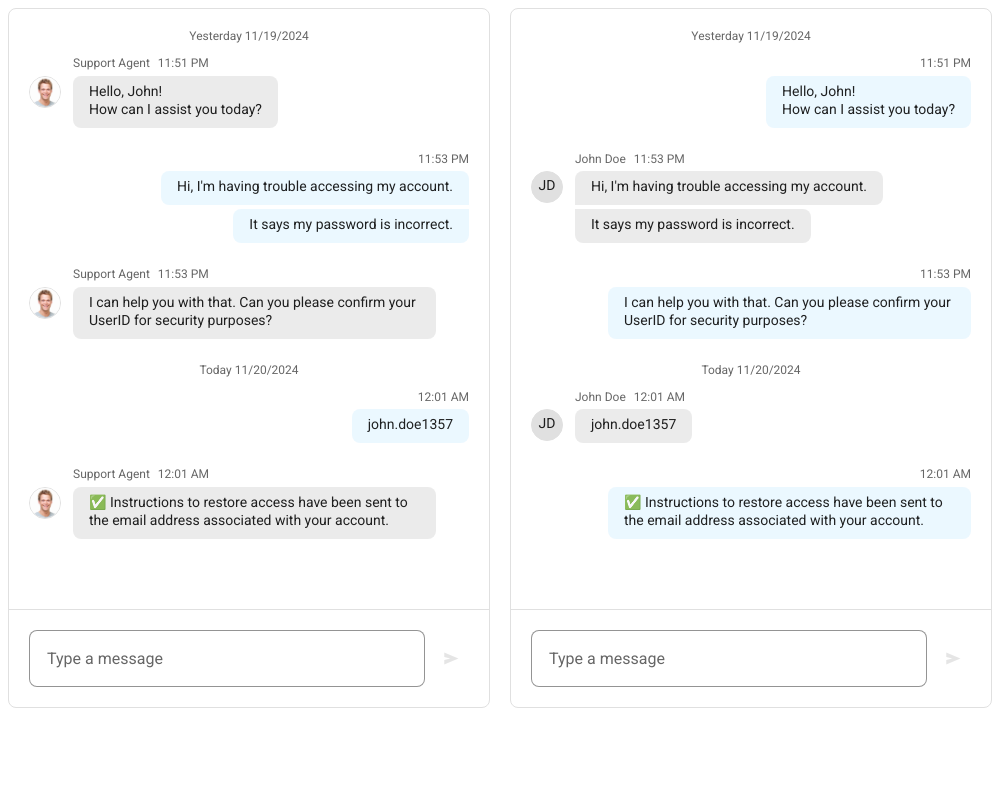 Yesterday 11/19/2024
Support Agent 11:51 PM
Hello, John!
How can I assist you today?
11:53 PM
Hi, I'm having trouble accessing my account.
It says my password is incorrect.
Support Agent 11:53 PM
I can help you with that. Can you please confirm your
UserID for security purposes?
Today 11/20/2024
12:01 AM
john.doe1357
Support Agent 12:01 AM
✅ Instructions to restore access have been sent to
the email address associated with your account.
Type a message
Yesterday 11/19/2024
11:51 PM
Hello, John!
How can I assist you today?
John Doe 11:53 PM
JD
Hi, I'm having trouble accessing my account.
It says my password is incorrect.
11:53 PM
I can help you with that. Can you please confirm your
UserID for security purposes?
Today 11/20/2024
John Doe 12:01 AM
JD
john.doe1357
12:01 AM
✅ Instructions to restore access have been sent to
the email address associated with your account.
Type a message